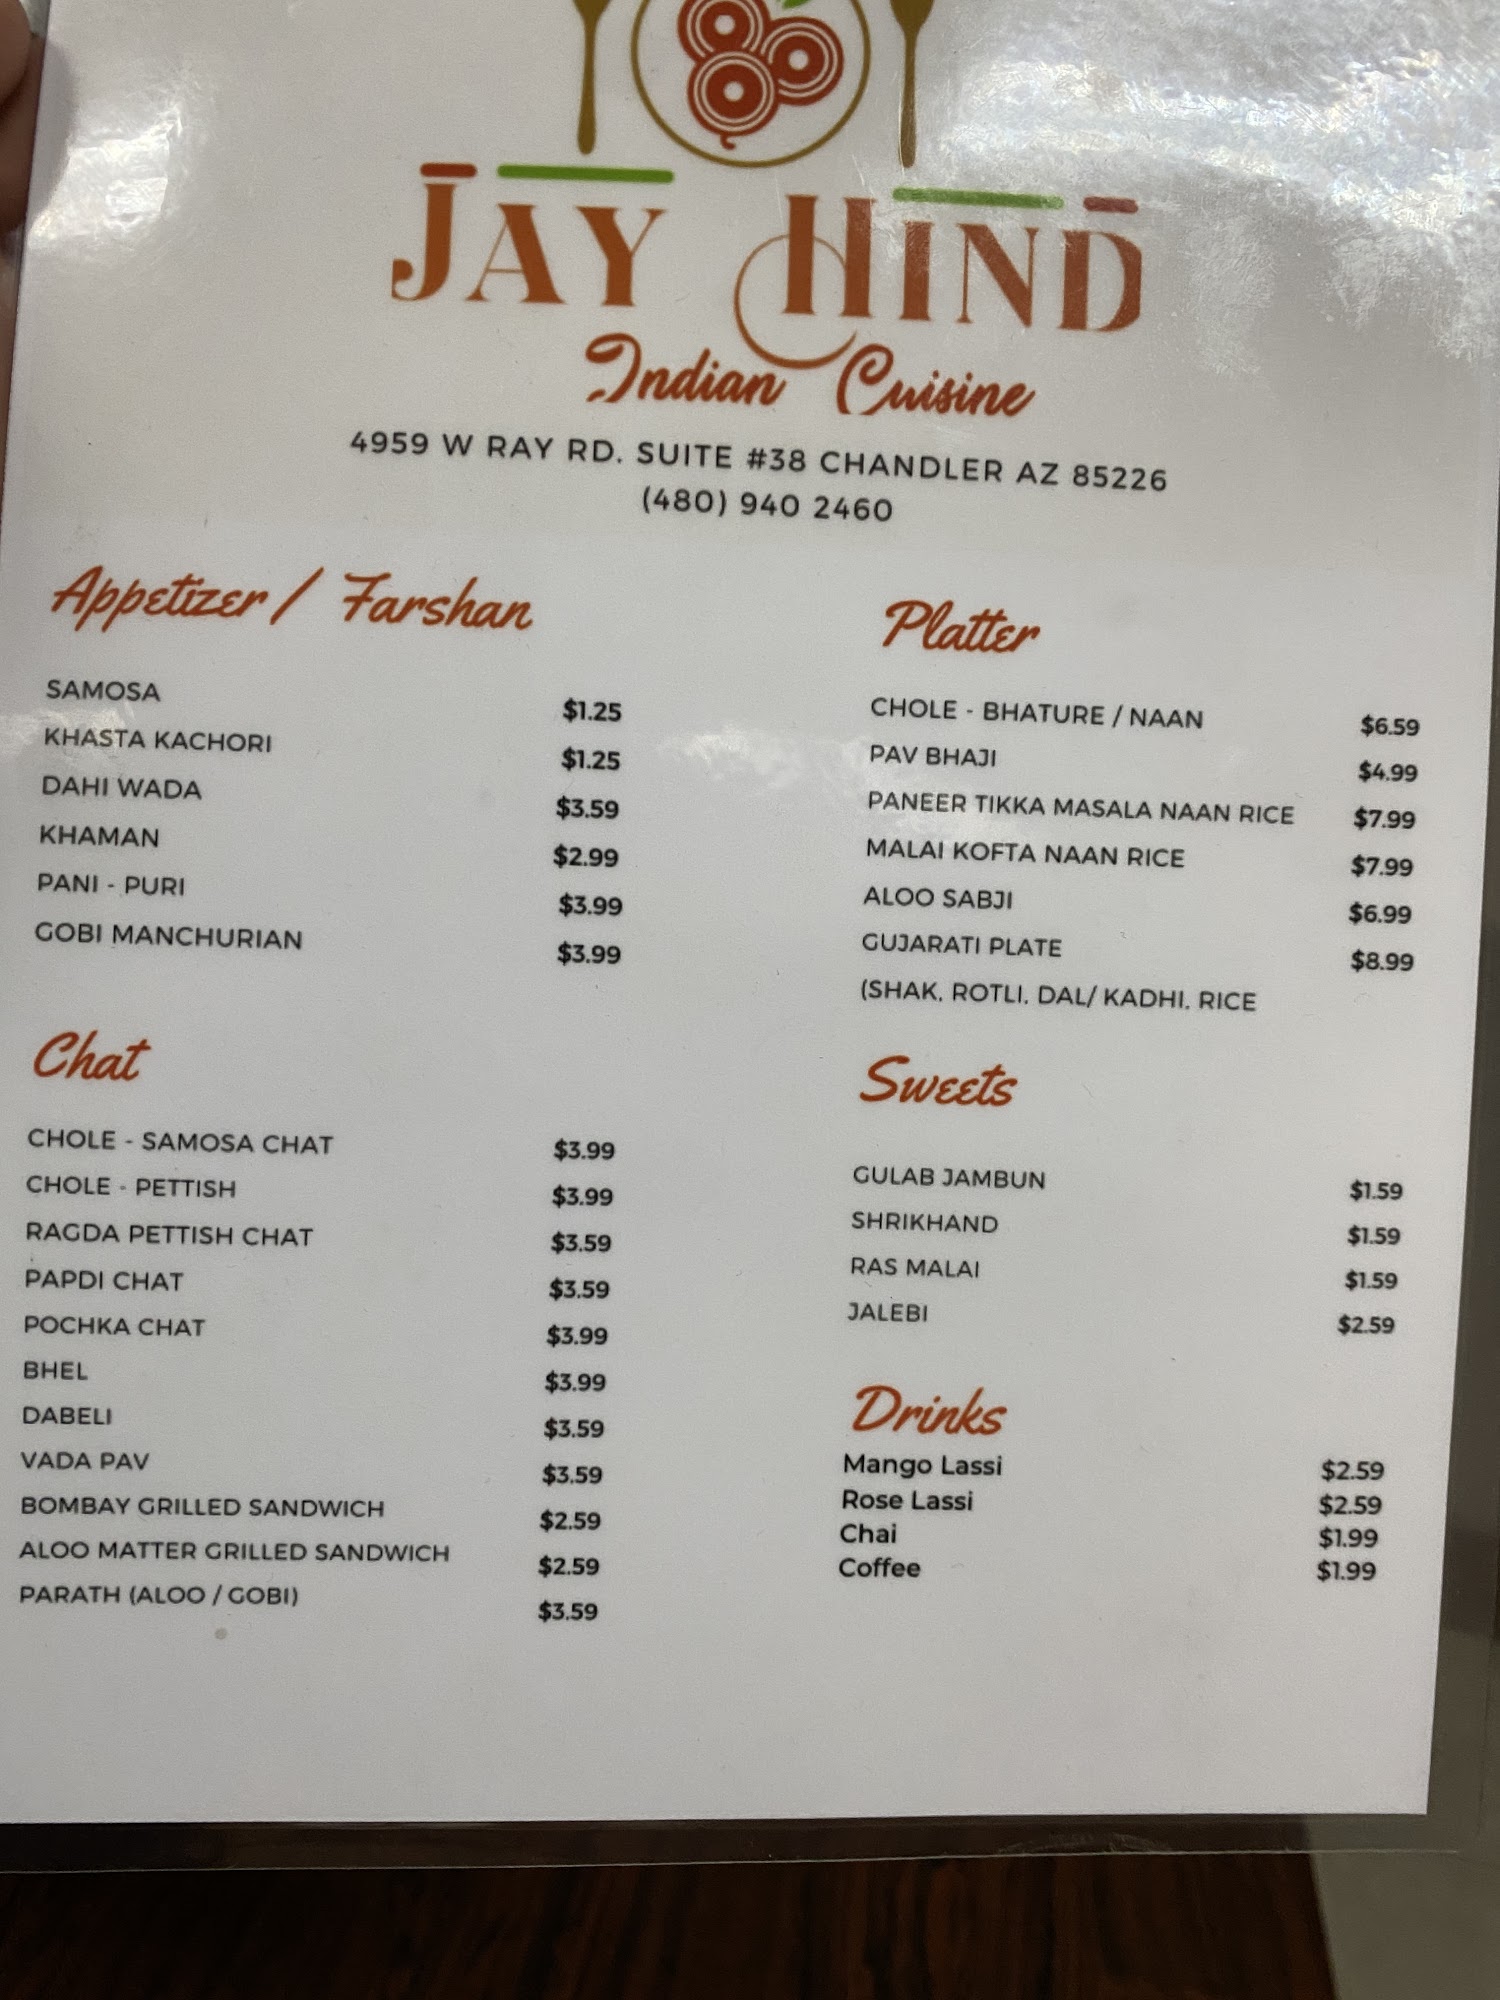 JAY HIND
Indian Cuisine
4959 W RAY RD. SUITE #38 CHANDLER AZ 85226
(480) 940 2460
Appetizer / Farshan
SAMOSA $1.25
KHASTA KACHORI $1.25
DAHI WADA $3.59
KHAMAN $2.99
PANI - PURI $3.99
GOBI MANCHURIAN $3.99
Chat
CHOLE - SAMOSA CHAT $3.99
CHOLE - PETTISH $3.99
RAGDA PETTISH CHAT $3.59
PAPDI CHAT $3.59
POCHKA CHAT $3.99
BHEL $3.99
DABELI $3.59
VADA PAV $3.59
BOMBAY GRILLED SANDWICH $2.59
ALOO MATTER GRILLED SANDWICH $2.59
PARATH (ALOO / GOBI) $3.59
Platter
CHOLE - BHATURE / NAAN $6.59
PAV BHAJI $4.99
PANEER TIKKA MASALA NAAN RICE $7.99
MALAI KOFTA NAAN RICE $7.99
ALOO SABJI $6.99
GUJARATI PLATE $8.99
(SHAK. ROTLI. DAL/ KADHI. RICE
Sweets
GULAB JAMBUN $1.59
SHRIKHAND $1.59
RAS MALAI $1.59
JALEBI $2.59
Drinks
Mango Lassi $2.59
Rose Lassi $2.59
Chai $1.99
Coffee $1.99